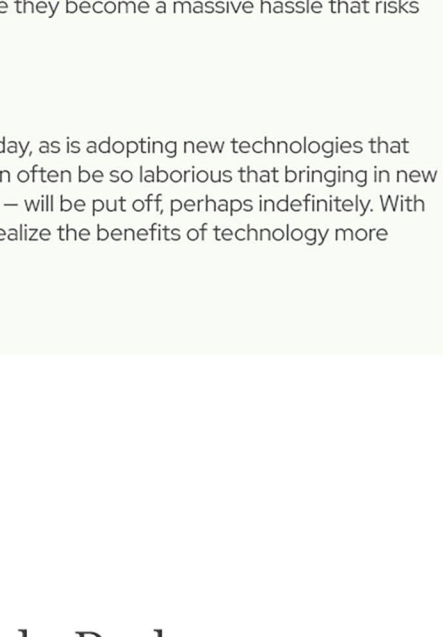 they become a massive hassle that risks
day, as is adopting new technologies that
often be so laborious that bringing in new
— will be put off, perhaps indefinitely. With
ealize the benefits of technology more